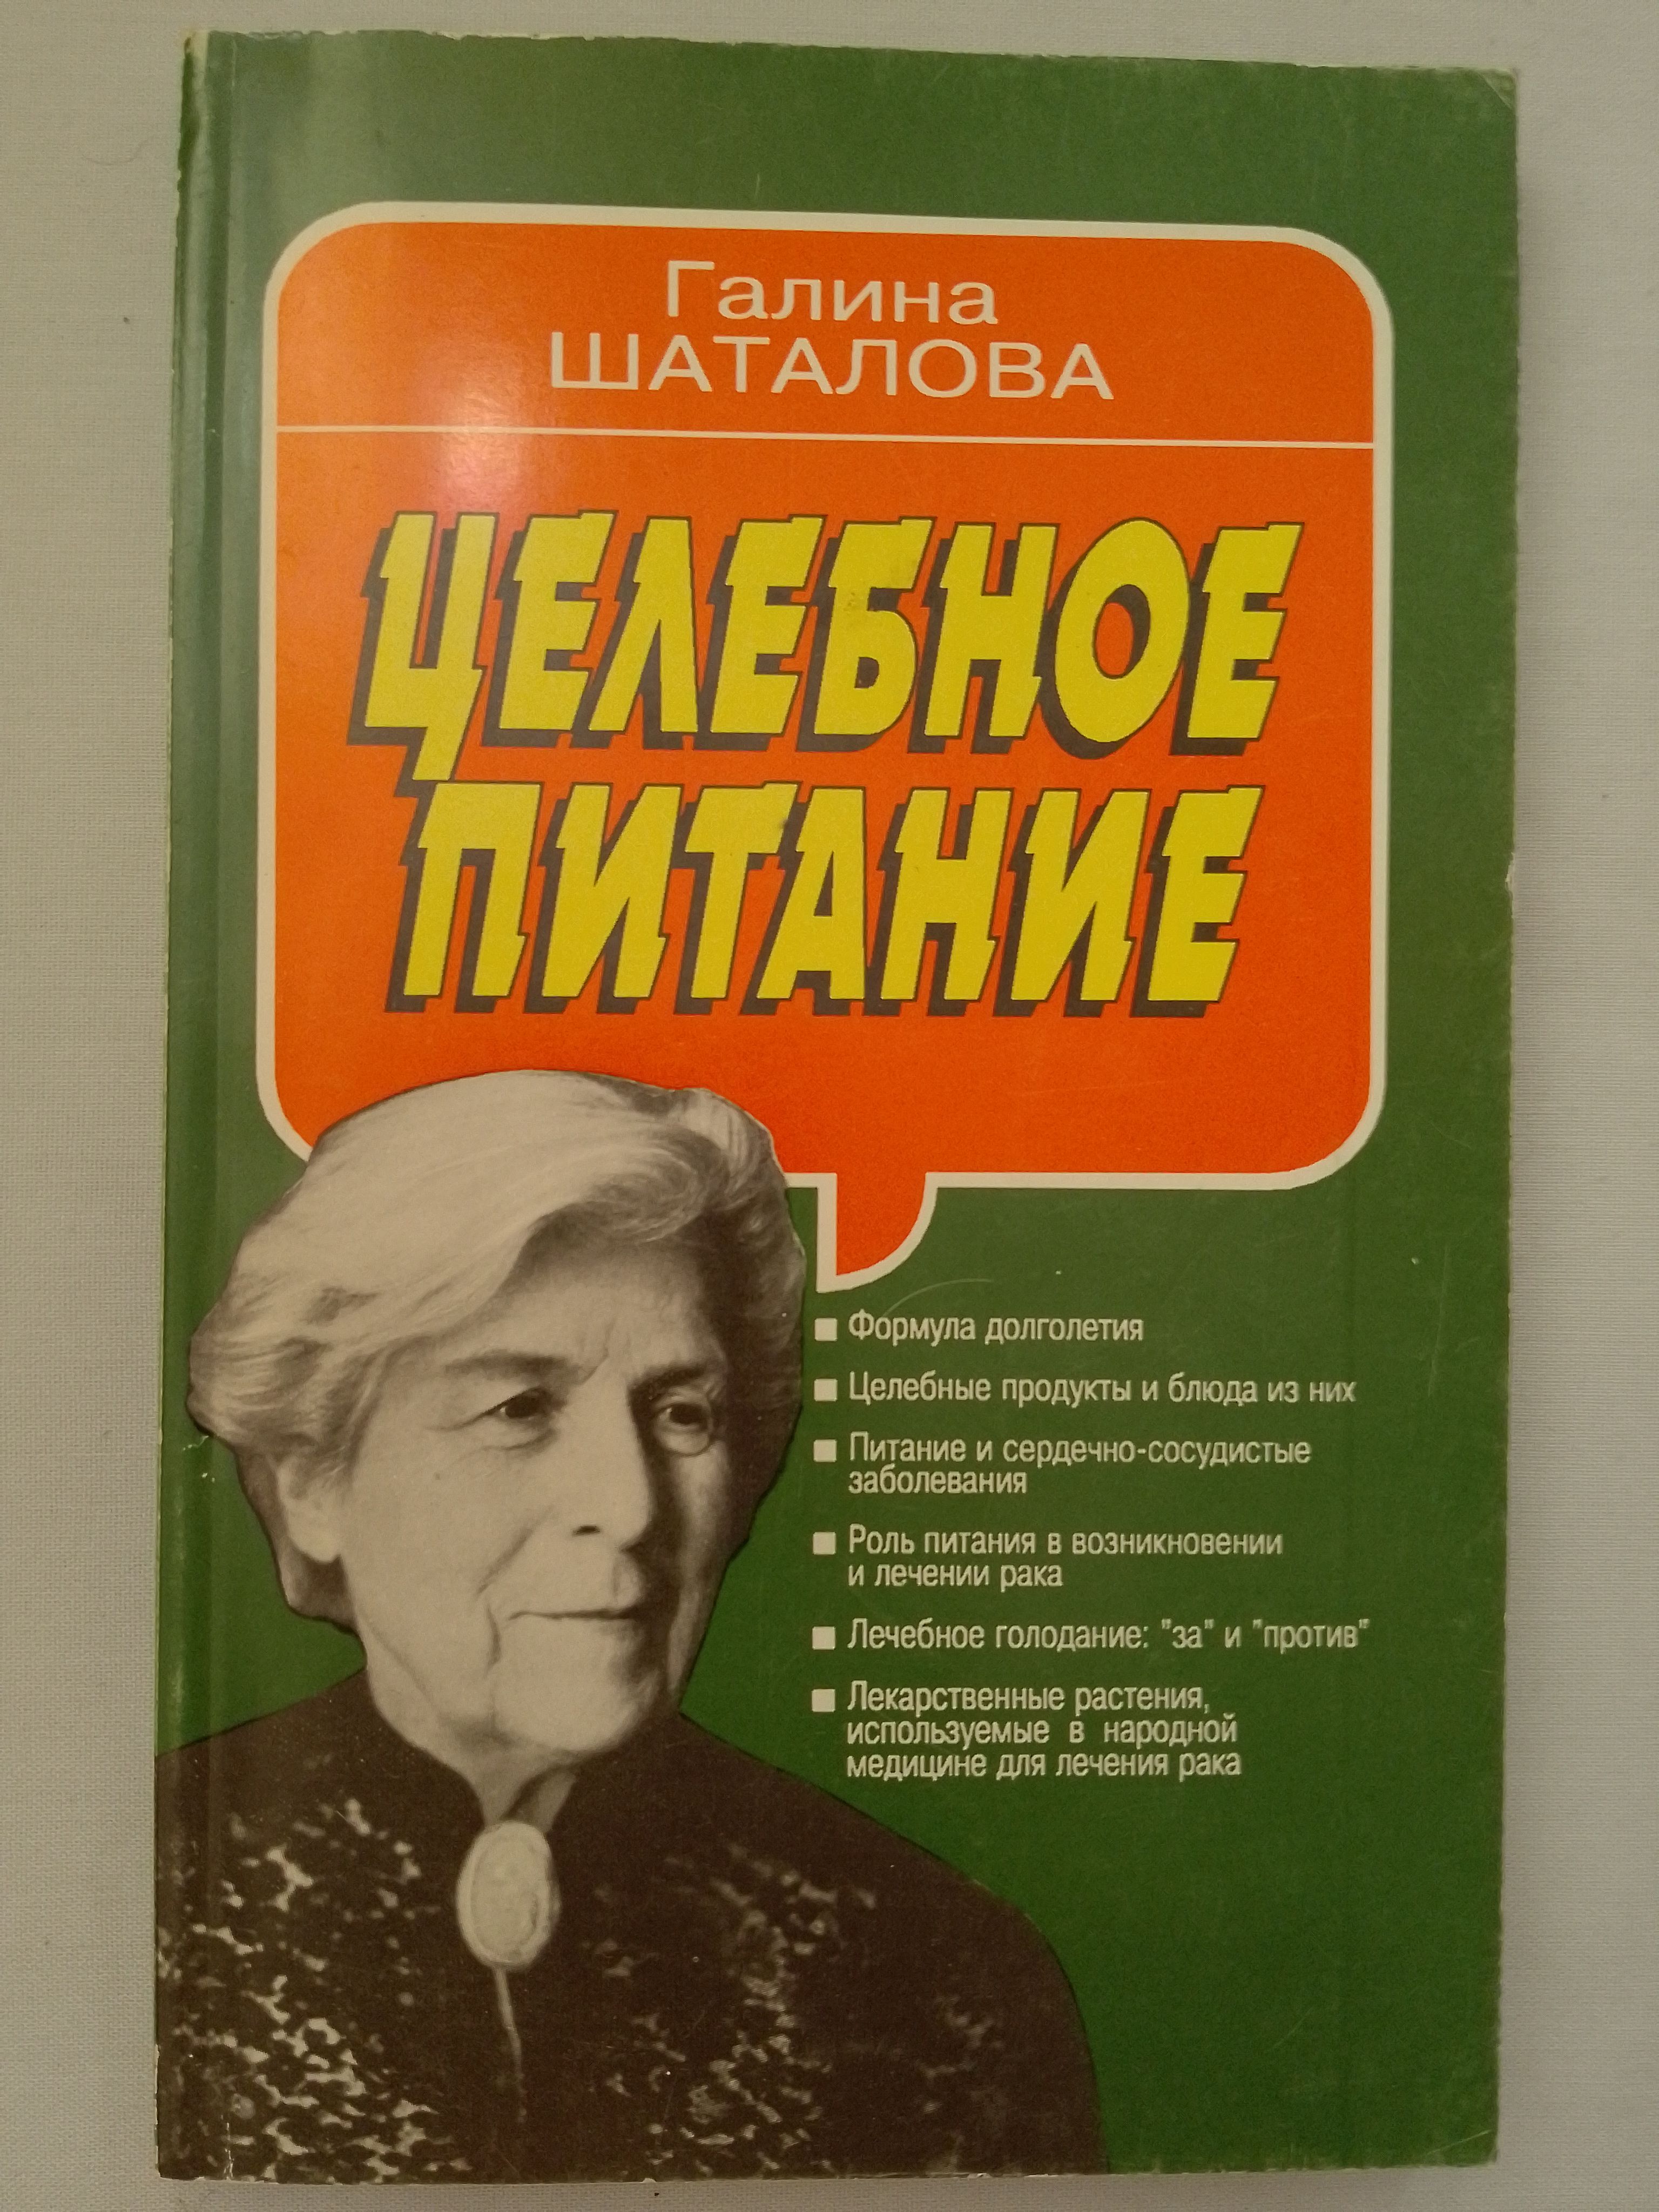 Галина
ШАТАЛОВА
ЦЕЛЕБНОЕ
ПИТАНИЕ
■ Формула долголетия
■ Целебные продукты и блюда из них
■ Питание и сердечно-сосудистые
заболевания
■ Роль питания в возникновении
и лечении рака
■ Лечебное голодание: "за" и "против"
■ Лекарственные растения,
используемые в народной
медицине для лечения рака